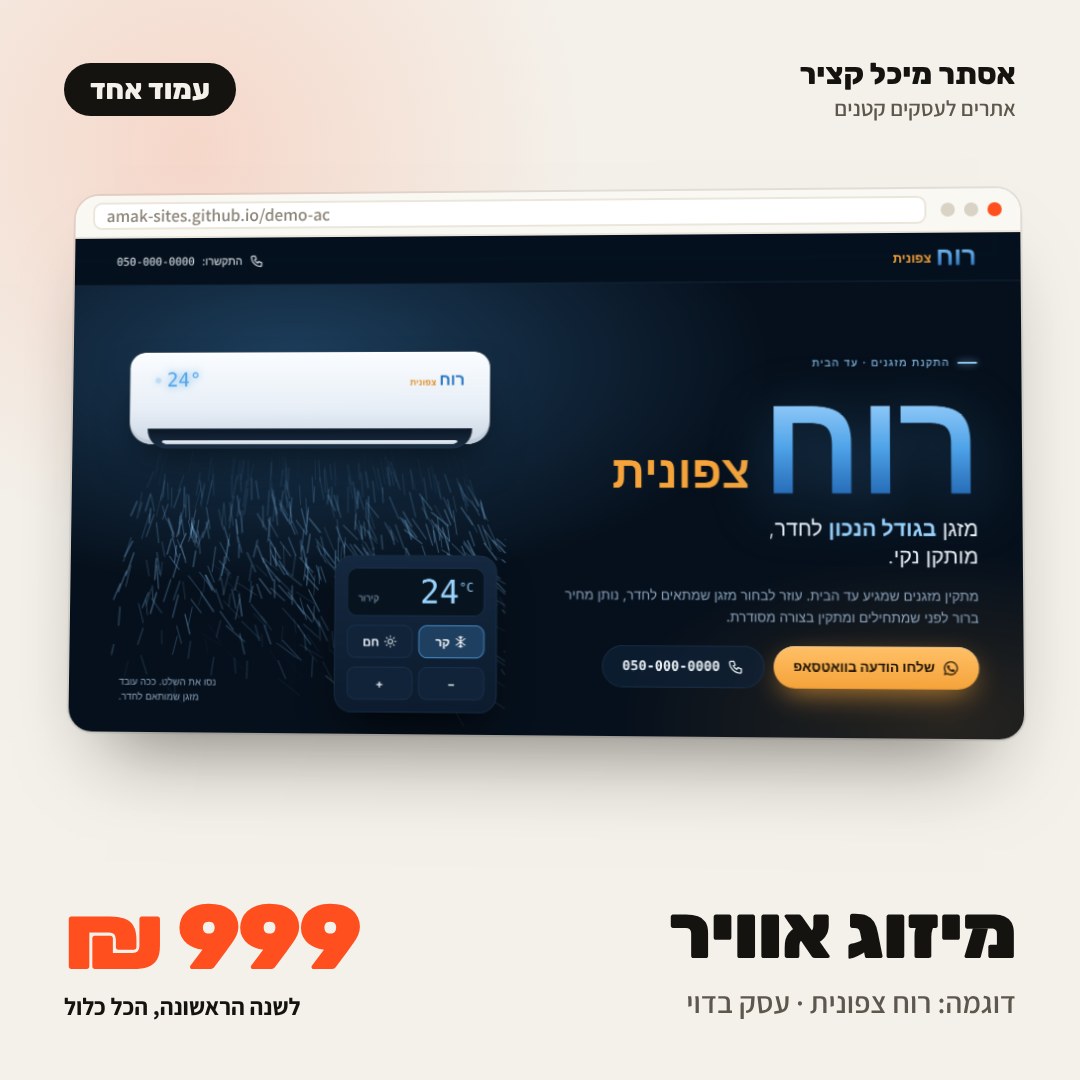 אסתר מיכל קציר
אתרים לעסקים קטנים
עמוד אחד
amak-sites.github.io/demo-ac
רוח צפונית
התקשרו: 050-000-0000
התקנת מזגנים · עד הבית
רוח צפונית
מזגן בגודל הנכון לחדר,
מותקן נקי.
מתקין מזגנים שמגיע עד הבית. עוזר לבחור מזגן שמתאים לחדר, נותן מחיר
ברור לפני שמתחילים ומתקין בצורה מסודרת.
שלחו הודעה בוואטסאפ
050-000-0000
רוח צפונית
24°
24°C
קירור
קר
חם
−
+
נסו את השלט. ככה עובד
מזגן שמותאם לחדר.
מיזוג אוויר
דוגמה: רוח צפונית · עסק בדוי
999 ₪
לשנה הראשונה, הכל כלול